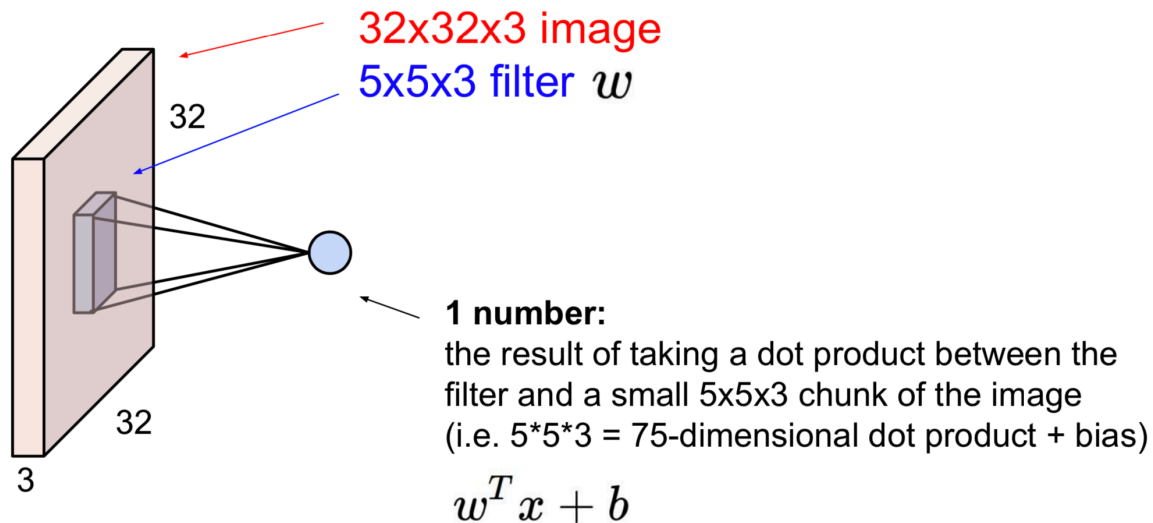 32x32x3 image
5x5x3 filter w
32
32
3
1 number:
the result of taking a dot product between the
filter and a small 5x5x3 chunk of the image
(i.e. 5*5*3 = 75-dimensional dot product + bias)
w^T x + b